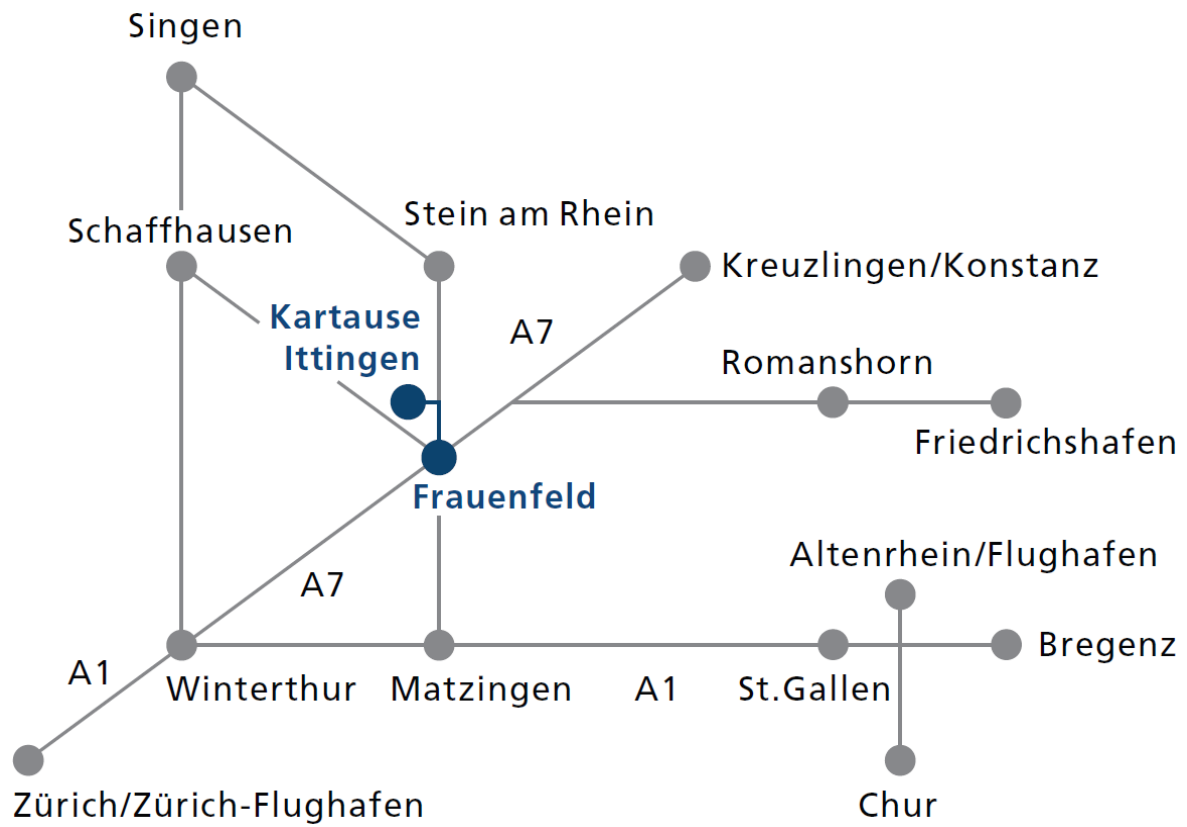 Singen
Schaffhausen
Stein am Rhein
Kreuzlingen/Konstanz
Kartause
Ittingen
A7
Romanshorn
Friedrichshafen
Frauenfeld
Altenrhein/Flughafen
A7
Bregenz
A1
Winterthur
Matzingen
A1
St.Gallen
Zürich/Zürich-Flughafen
Chur